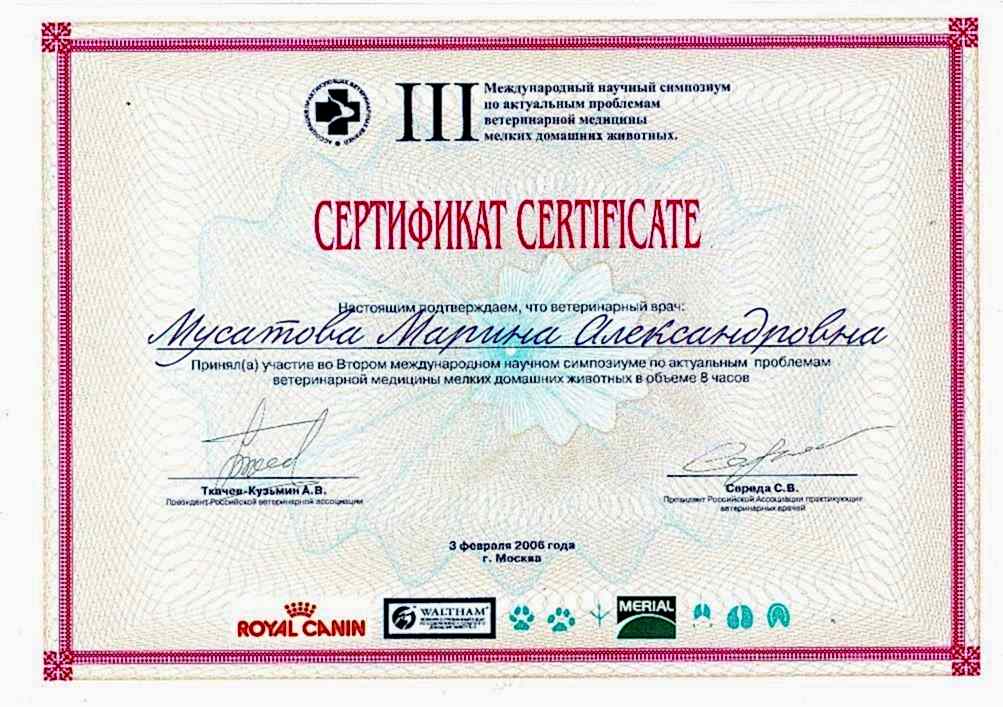 III
Международный научный симпозиум
по актуальным проблемам
ветеринарной медицины
мелких домашних животных.
СЕРТИФИКАТ CERTIFICATE
Настоящим подтверждаем, что ветеринарный врач:
Мусатова Марина Александровна
Принял(а) участие во Втором международном научном симпозиуме по актуальным проблемам
ветеринарной медицины мелких домашних животных в объеме 8 часов
Ткачев-Кузьмин А.В.
Президент Российской ветеринарной ассоциации
Середа С.В.
Президент Российской Ассоциации практикующих
ветеринарных врачей
3 февраля 2006 года
г. Москва
ROYAL CANIN
WALTHAM
MERIAL